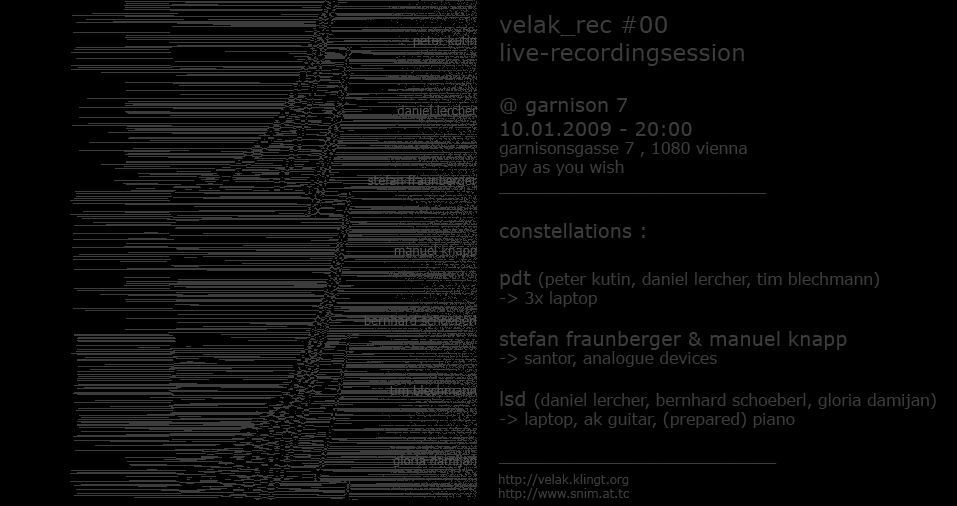 peter kutin
daniel lercher
stefan fraunberger
manuel knapp
bernhard schoeberl
tim blechmann
gloria damijan
velak_rec #00
live-recordingsession
@ garnison 7
10.01.2009 - 20:00
garnisonsgasse 7 , 1080 vienna
pay as you wish
constellations :
pdt (peter kutin, daniel lercher, tim blechmann)
-> 3x laptop
stefan fraunberger & manuel knapp
-> santor, analogue devices
lsd (daniel lercher, bernhard schoeberl, gloria damijan)
-> laptop, ak guitar, (prepared) piano
http://velak.klingt.org
http://www.snim.at.tc